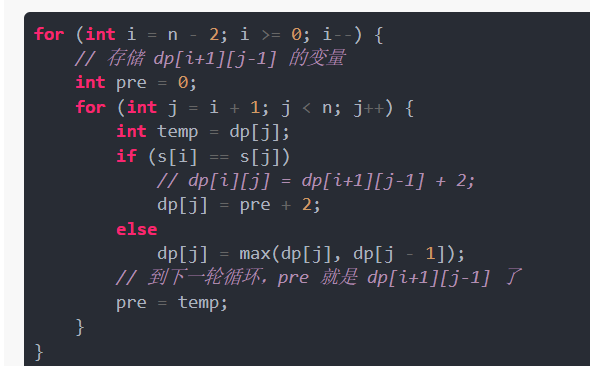 for (int i = n - 2; i >= 0; i--) {
    // 存储 dp[i+1][j-1] 的变量
    int pre = 0;
    for (int j = i + 1; j < n; j++) {
        int temp = dp[j];
        if (s[i] == s[j])
            // dp[i][j] = dp[i+1][j-1] + 2;
            dp[j] = pre + 2;
        else
            dp[j] = max(dp[j], dp[j - 1]);
        // 到下一轮循环，pre 就是 dp[i+1][j-1] 了
        pre = temp;
    }
}